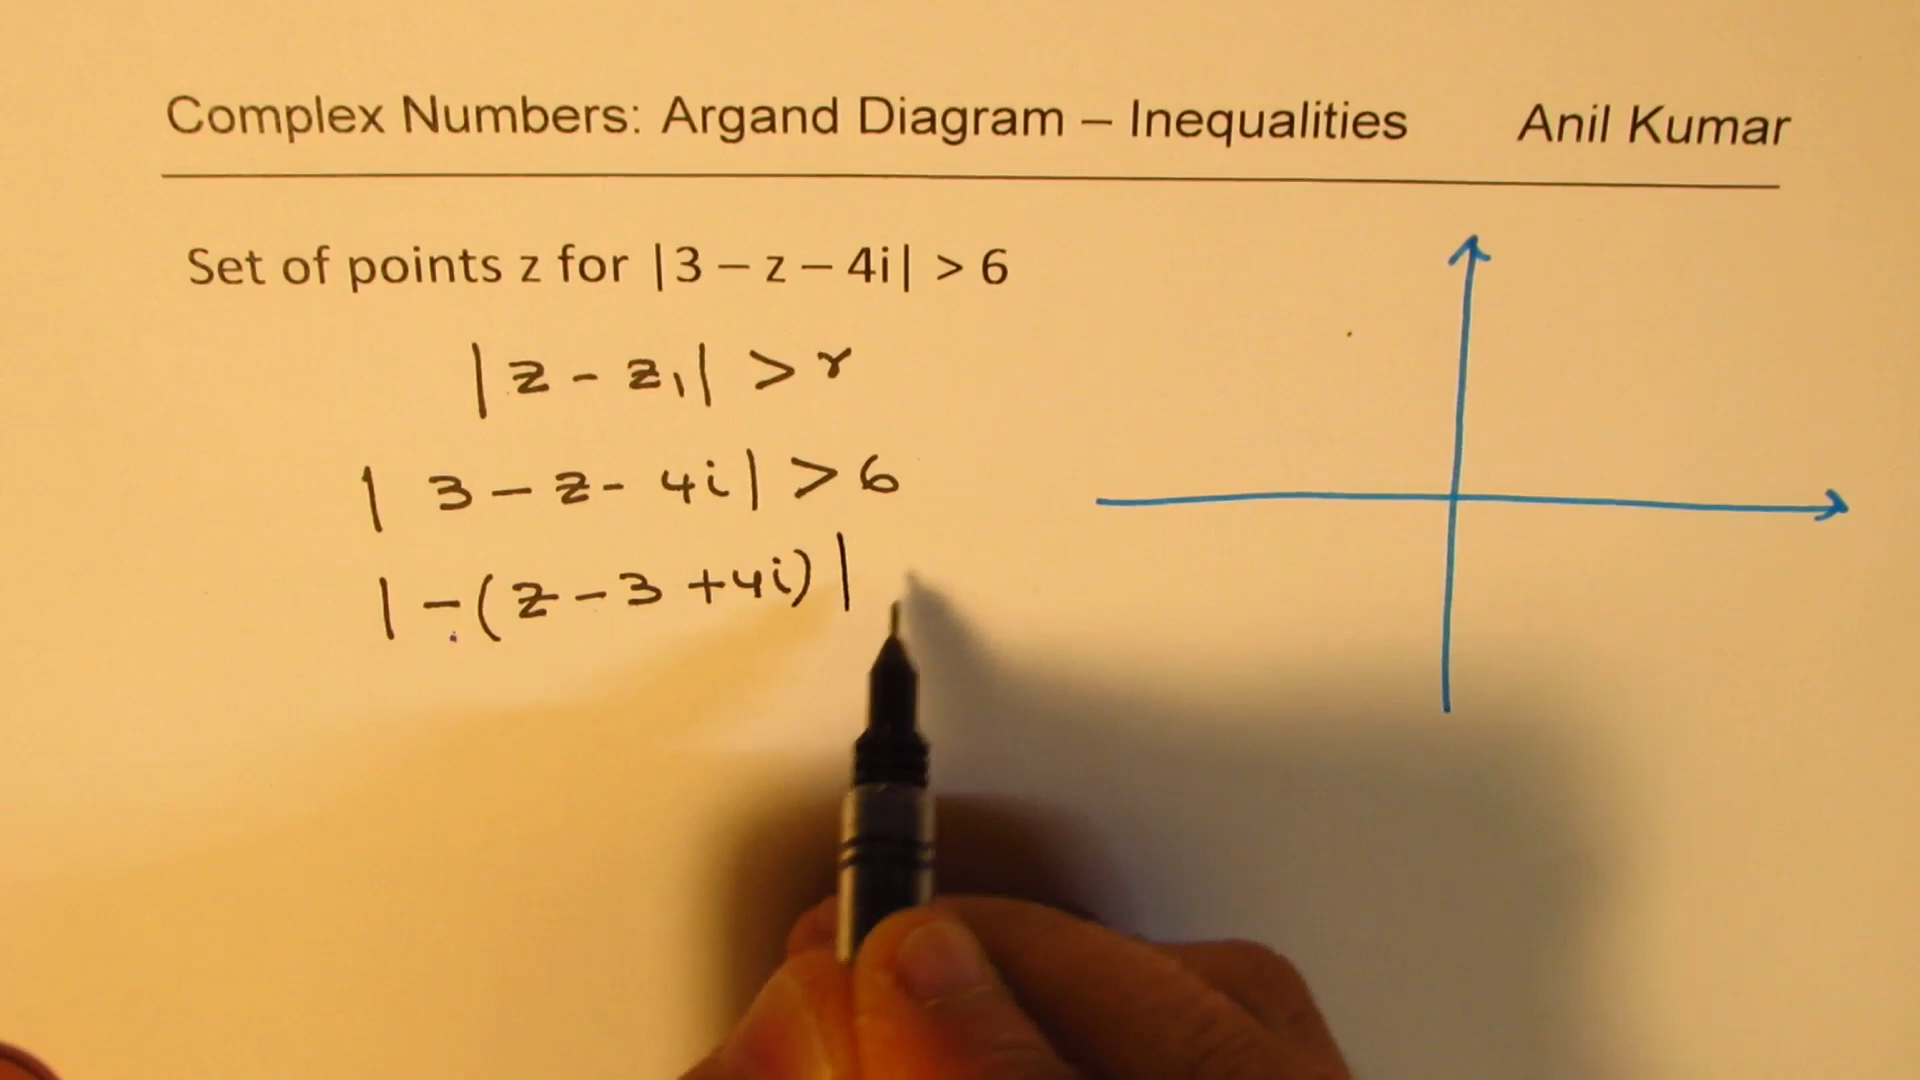 Complex Numbers: Argand Diagram – Inequalities Anil Kumar
Set of points z for |3 – z – 4i| > 6
|z - z₁| > r
|3 - z - 4i| > 6
|-(z - 3 + 4i)|